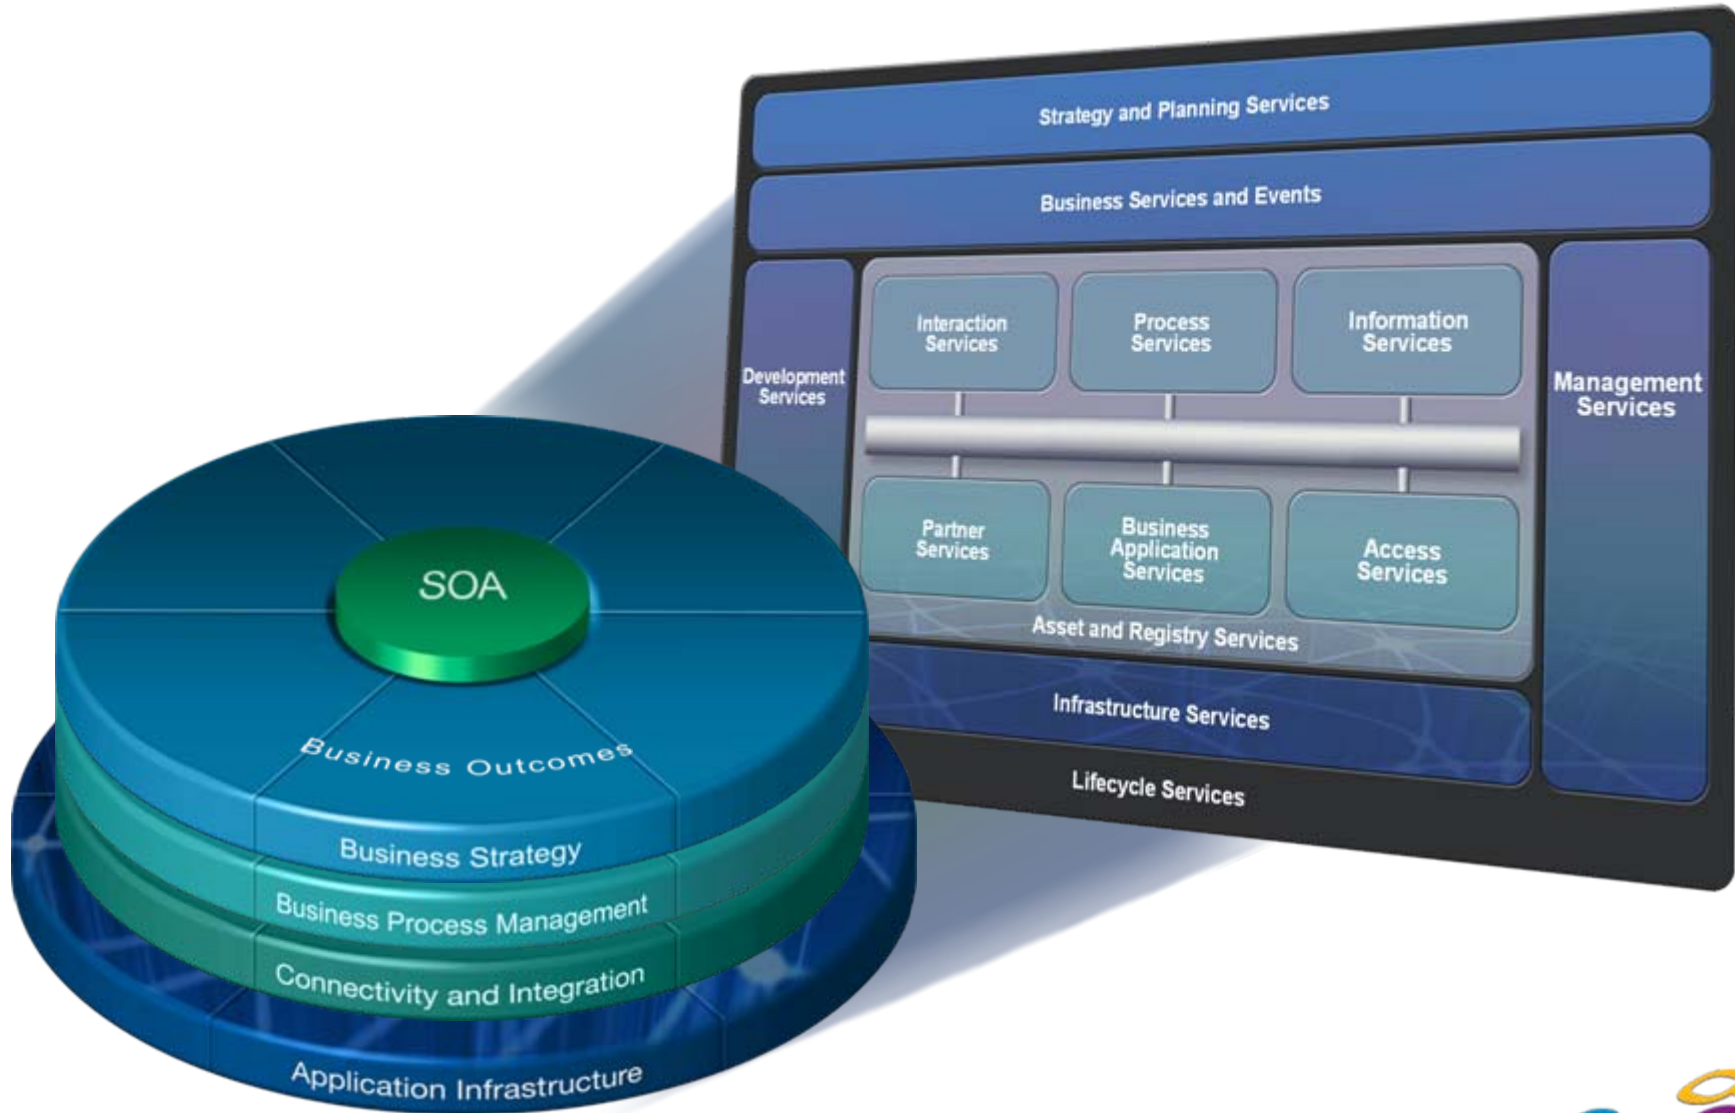 Strategy and Planning Services
Business Services and Events
Development
Services
Interaction
Services
Process
Services
Information
Services
Management
Services
Partner
Services
Business
Application
Services
Access
Services
Asset and Registry Services
Infrastructure Services
Lifecycle Services
SOA
Business Outcomes
Business Strategy
Business Process Management
Connectivity and Integration
Application Infrastructure